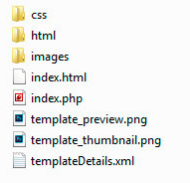 css
html
images
index.html
index.php
template_preview.png
template_thumbnail.png
templateDetails.xml